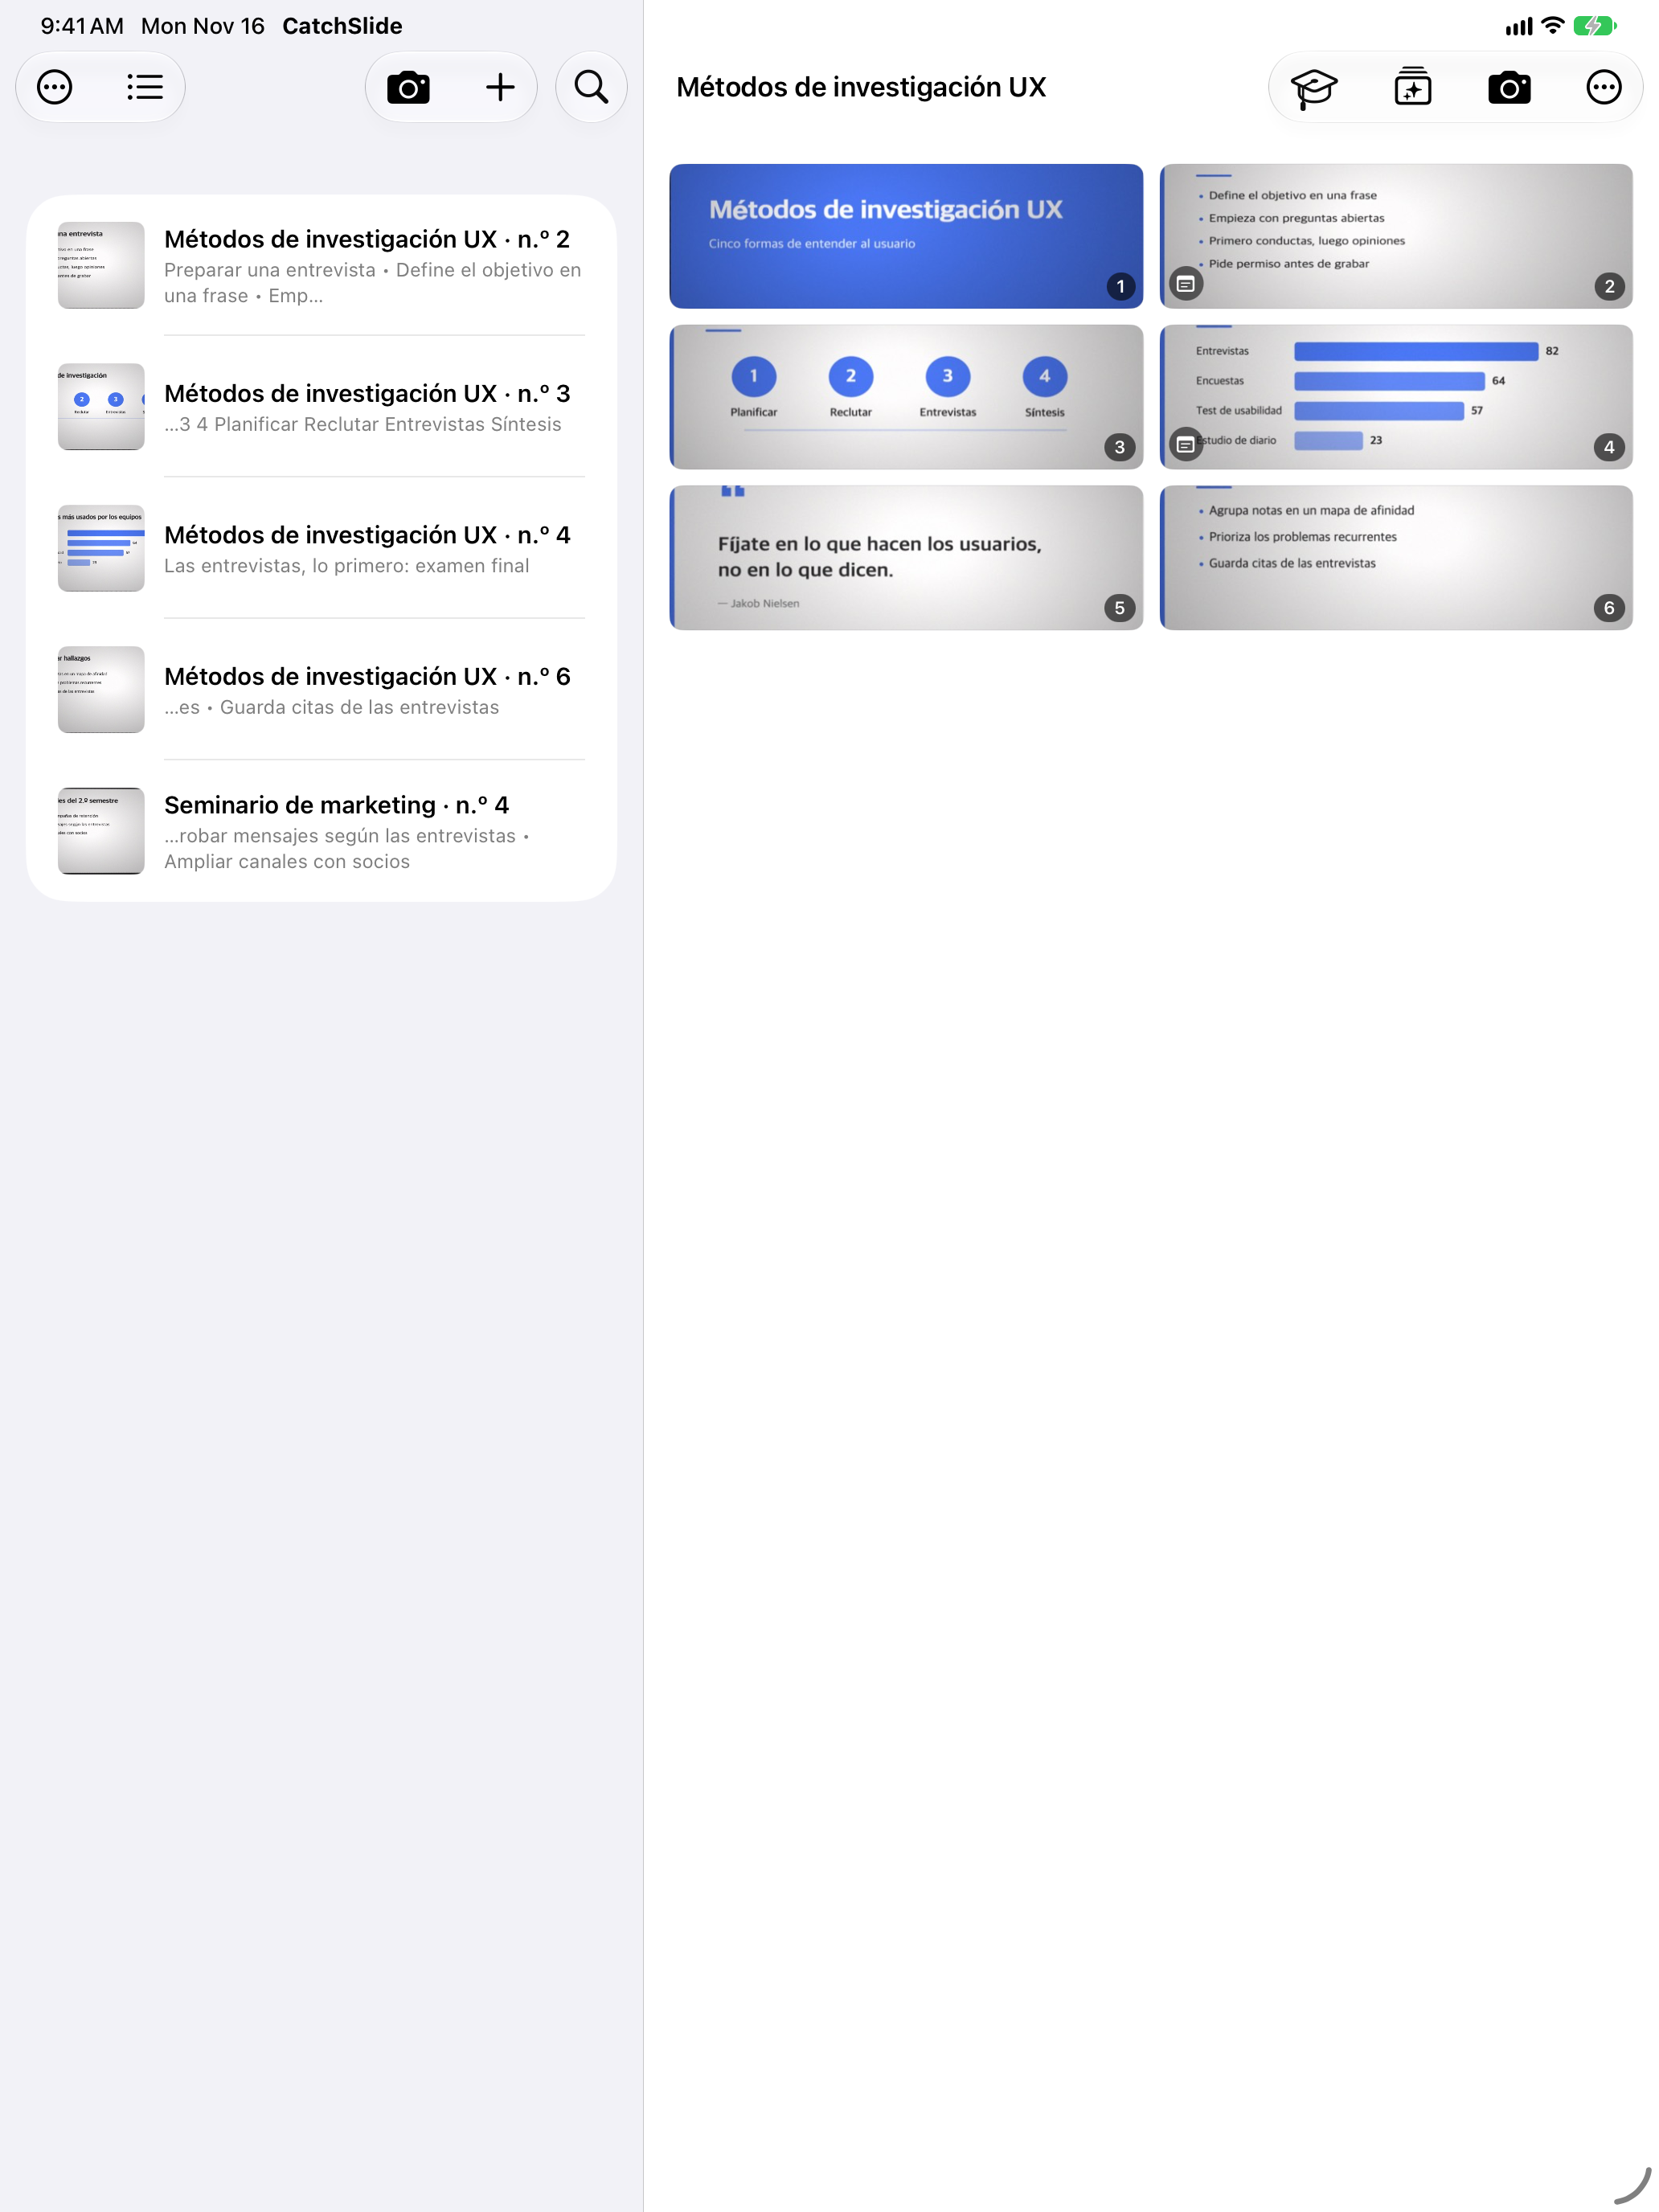 9:41 AM Mon Nov 16 CatchSlide
Métodos de investigación UX · n.º 2
Preparar una entrevista • Define el objetivo en
una frase • Emp...
Métodos de investigación UX · n.º 3
...3 4 Planificar Reclutar Entrevistas Síntesis
Métodos de investigación UX · n.º 4
Las entrevistas, lo primero: examen final
Métodos de investigación UX · n.º 6
...es • Guarda citas de las entrevistas
Seminario de marketing · n.º 4
...robar mensajes según las entrevistas •
Ampliar canales con socios
Métodos de investigación UX
Métodos de investigación UX
Cinco formas de entender al usuario
1
• Define el objetivo en una frase
• Empieza con preguntas abiertas
• Primero conductas, luego opiniones
• Pide permiso antes de grabar
2
1 2 3 4
Planificar Reclutar Entrevistas Síntesis
3
Entrevistas 82
Encuestas 64
Test de usabilidad 57
Estudio de diario 23
4
Fíjate en lo que hacen los usuarios,
no en lo que dicen.
— Jakob Nielsen
5
• Agrupa notas en un mapa de afinidad
• Prioriza los problemas recurrentes
• Guarda citas de las entrevistas
6